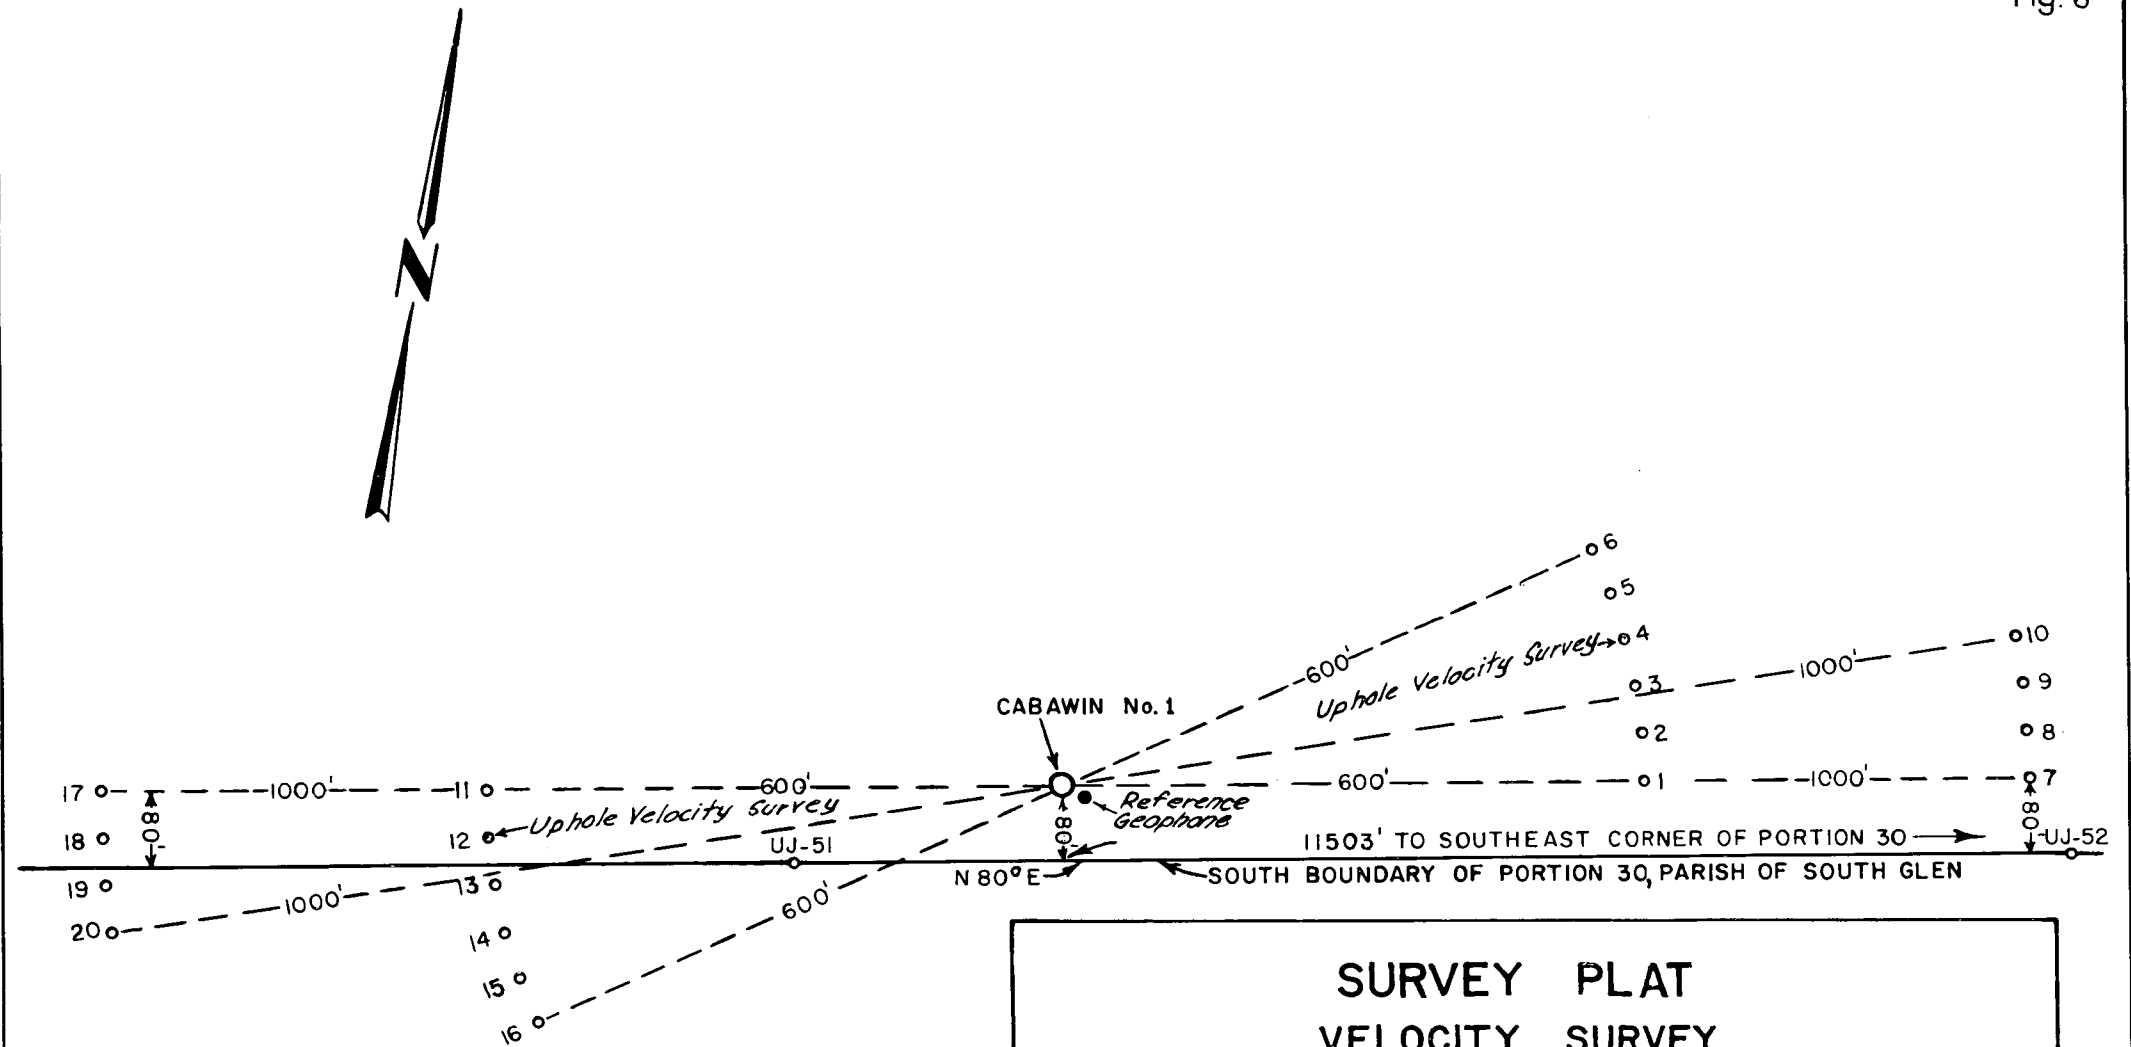 Fig. 6
N
6
5
Uphole Velocity Survey 4
600'
3
1000'
10
9
2
8
CABAWIN No. 1
17
1000'
11
600'
600'
1
1000'
7
80'
Reference
Geophone
80'
80'
18
12
Uphole Velocity Survey
UJ-51
11503' TO SOUTHEAST CORNER OF PORTION 30
UJ-52
N 80° E
SOUTH BOUNDARY OF PORTION 30, PARISH OF SOUTH GLEN
19
13
1000'
600'
20
14
15
16
SURVEY PLAT
VELOCITY SURVEY